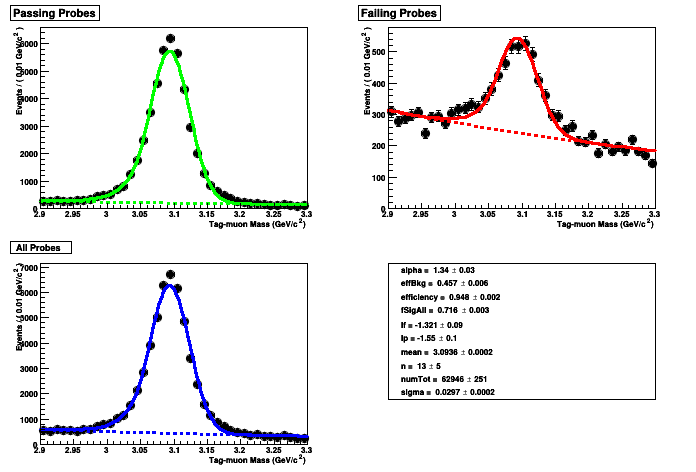 Passing Probes
Events / ( 0.01 GeV/c² )
6000
5000
4000
3000
2000
1000
0
2.9 2.95 3 3.05 3.1 3.15 3.2 3.25 3.3
Tag-muon Mass (GeV/c²)
Failing Probes
Events / ( 0.01 GeV/c² )
500
400
300
200
100
0
2.9 2.95 3 3.05 3.1 3.15 3.2 3.25 3.3
Tag-muon Mass (GeV/c²)
All Probes
Events / ( 0.01 GeV/c² )
7000
6000
5000
4000
3000
2000
1000
0
2.9 2.95 3 3.05 3.1 3.15 3.2 3.25 3.3
Tag-muon Mass (GeV/c²)
alpha = 1.34 ± 0.03
effBkg = 0.457 ± 0.006
efficiency = 0.948 ± 0.002
fSigAll = 0.716 ± 0.003
lf = -1.321 ± 0.09
lp = -1.55 ± 0.1
mean = 3.0936 ± 0.0002
n = 13 ± 5
numTot = 62946 ± 251
sigma = 0.0297 ± 0.0002